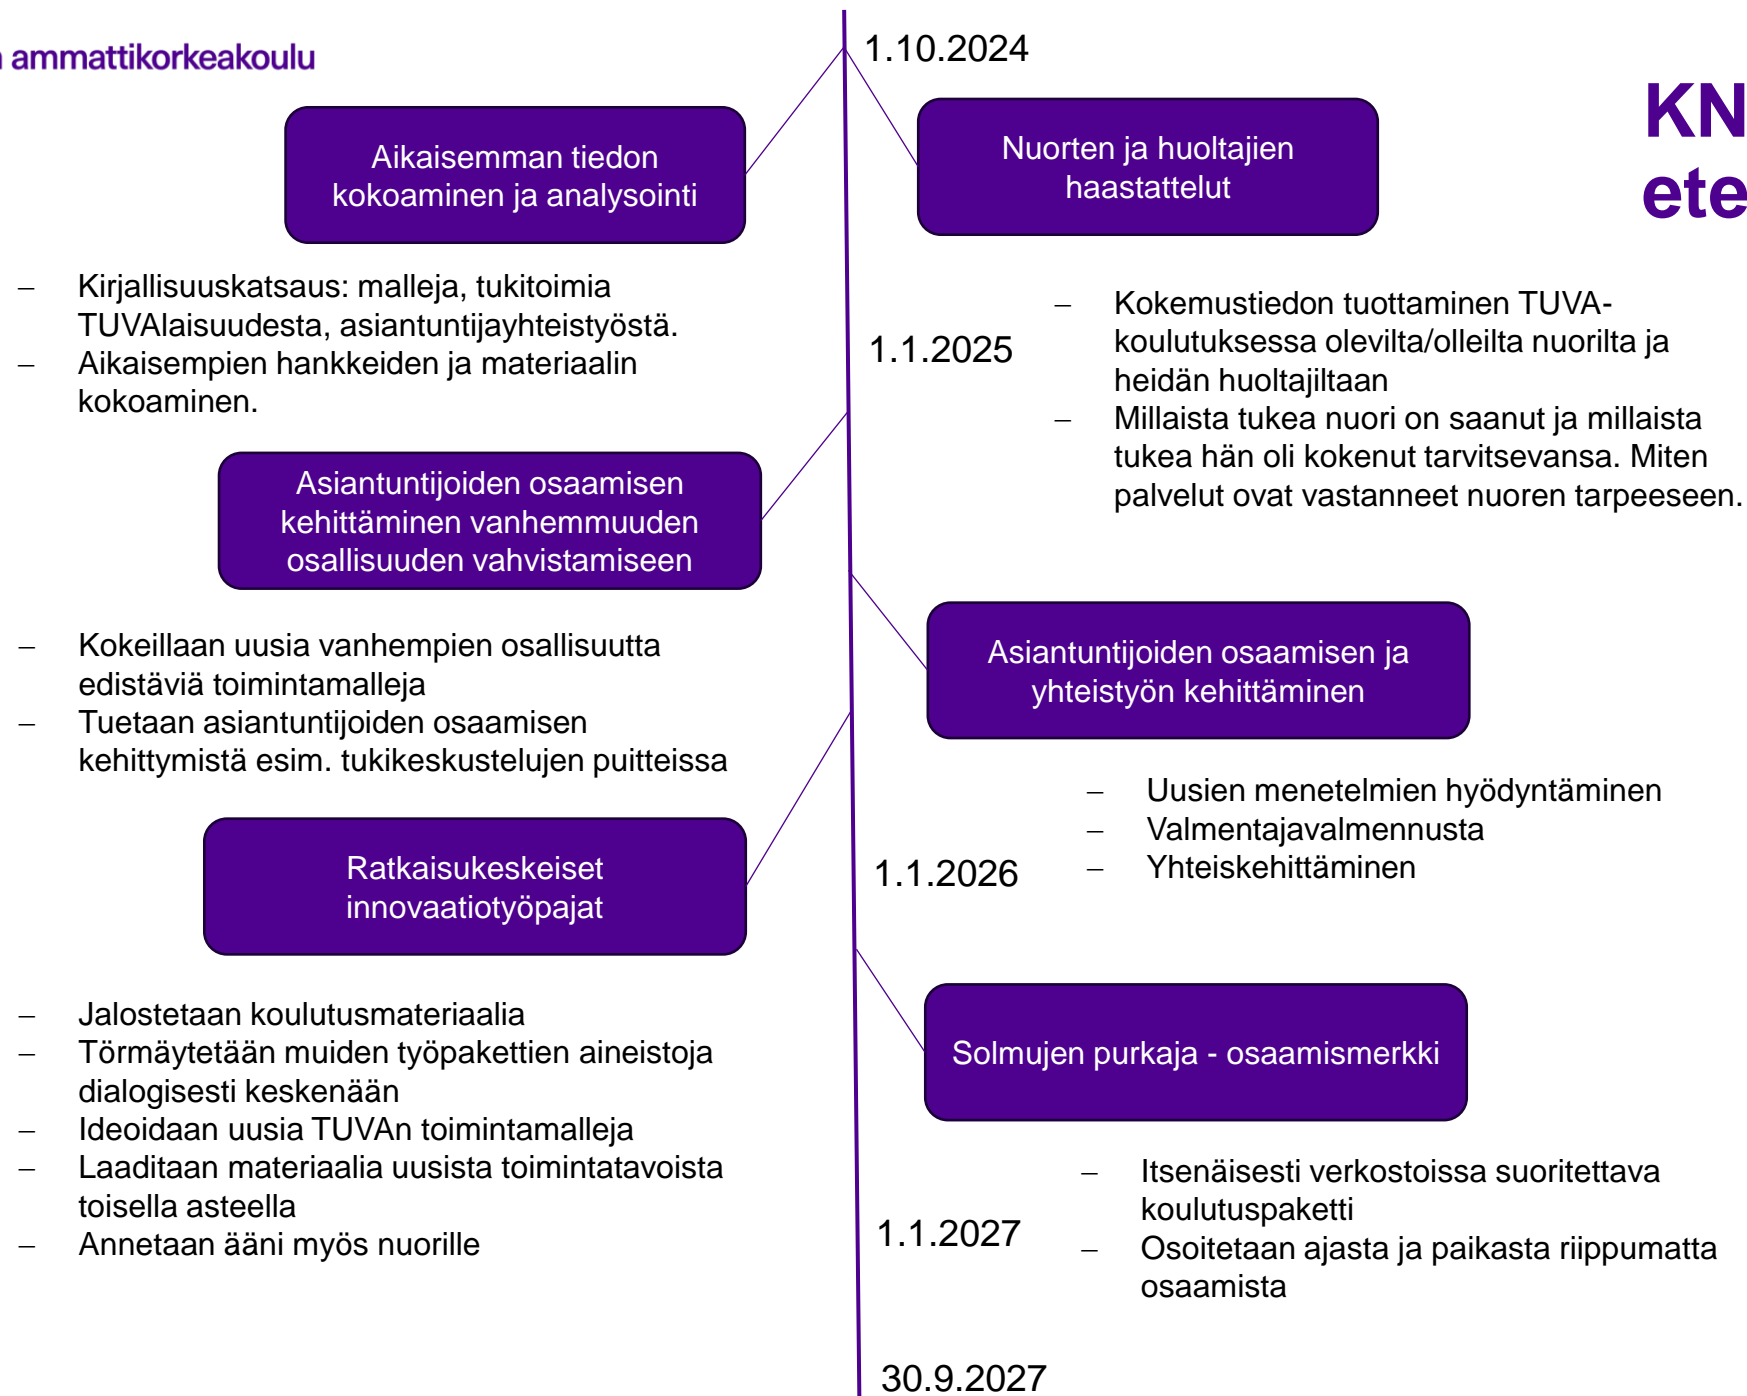 ammattikorkeakoulu
1.10.2024
KN
ete
Aikaisemman tiedon
kokoaminen ja analysointi
Nuorten ja huoltajien
haastattelut
– Kirjallisuuskatsaus: malleja, tukitoimia
TUVAlaisuudesta, asiantuntijayhteistyöstä.
– Aikaisempien hankkeiden ja materiaalin
kokoaminen.
1.1.2025
– Kokemustiedon tuottaminen TUVA-
koulutuksessa olevilta/olleilta nuorilta ja
heidän huoltajiltaan
– Millaista tukea nuori on saanut ja millaista
tukea hän oli kokenut tarvitsevansa. Miten
palvelut ovat vastanneet nuoren tarpeeseen.
Asiantuntijoiden osaamisen
kehittäminen vanhemmuuden
osallisuuden vahvistamiseen
– Kokeillaan uusia vanhempien osallisuutta
edistäviä toimintamalleja
– Tuetaan asiantuntijoiden osaamisen
kehittymistä esim. tukikeskustelujen puitteissa
Asiantuntijoiden osaamisen ja
yhteistyön kehittäminen
– Uusien menetelmien hyödyntäminen
– Valmentajavalmennusta
– Yhteiskehittäminen
Ratkaisukeskeiset
innovaatiotyöpajat
1.1.2026
– Jalostetaan koulutusmateriaalia
– Törmäytetään muiden työpakettien aineistoja
dialogisesti keskenään
– Ideoidaan uusia TUVAn toimintamalleja
– Laaditaan materiaalia uusista toimintatavoista
toisella asteella
– Annetaan ääni myös nuorille
Solmujen purkaja - osaamismerkki
– Itsenäisesti verkostoissa suoritettava
koulutuspaketti
– Osoitetaan ajasta ja paikasta riippumatta
osaamista
1.1.2027
30.9.2027